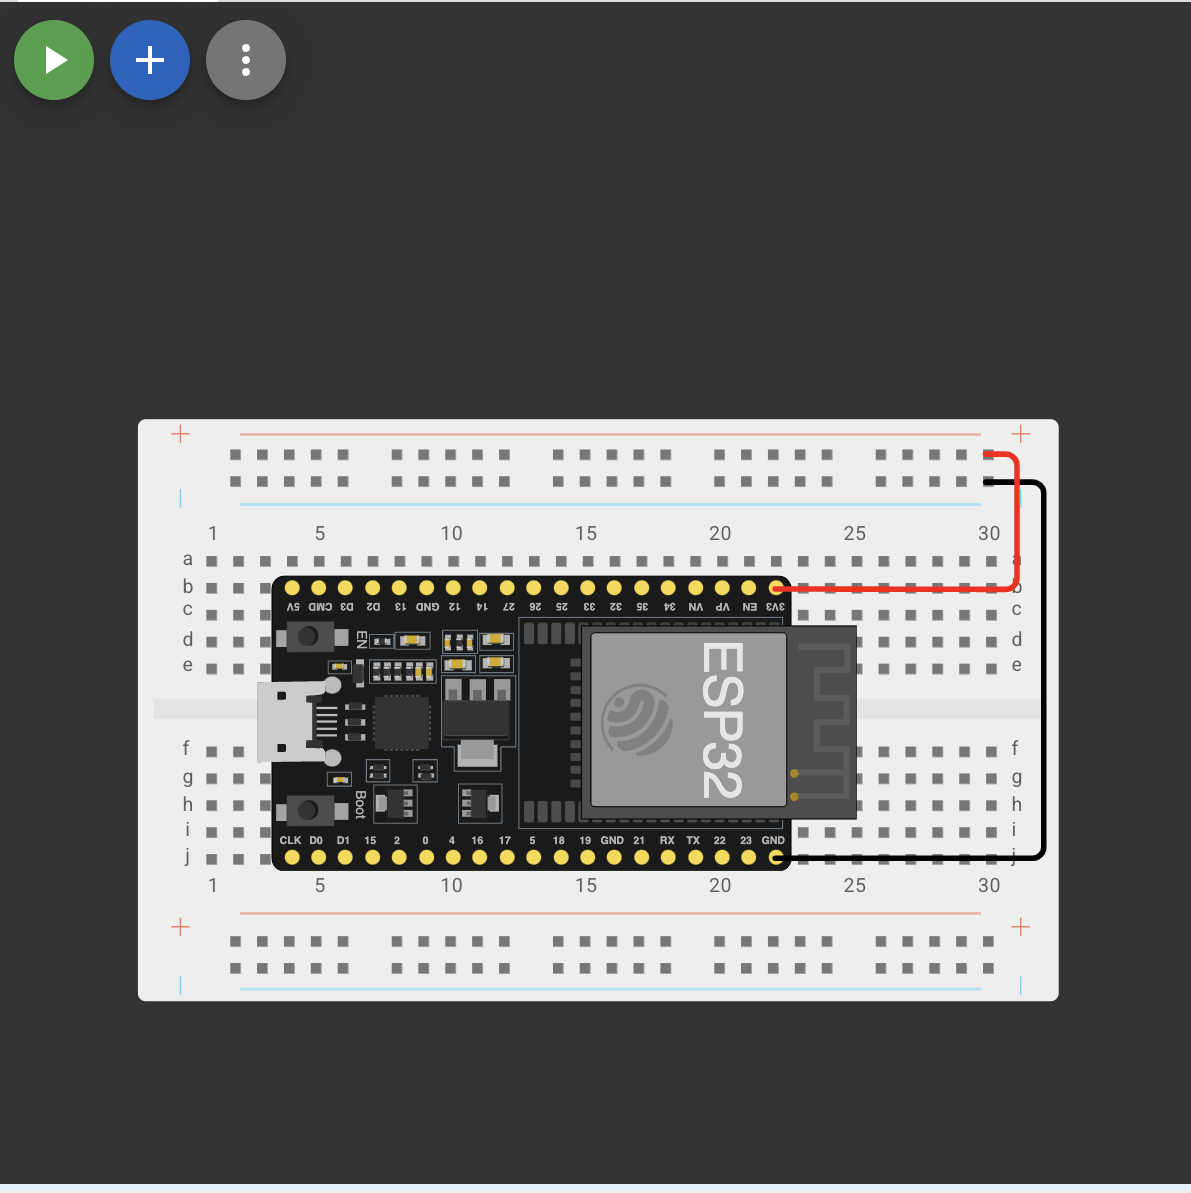 1 5 10 15 20 25 30
a a
b b
c c
d d
e e
5V CMD D3 D2 13 GND 12 14 27 26 25 33 32 35 34 VN VP EN 3V3
EN
ESP32
Boot
f f
g g
h h
i i
j j
CLK D0 D1 15 2 0 4 16 17 5 18 19 GND 21 RX TX 22 23 GND
1 5 10 15 20 25 30